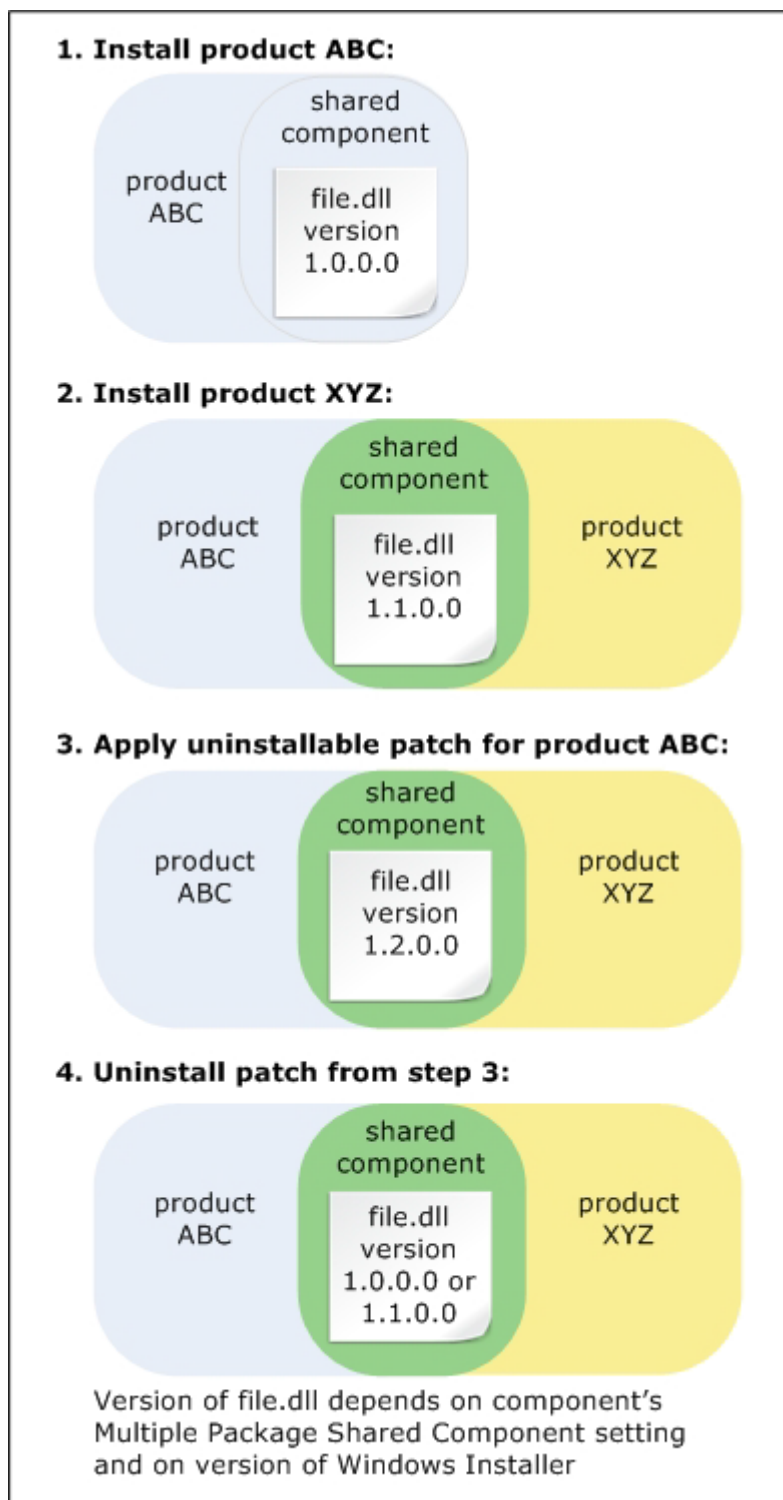 1. Install product ABC:
shared
component
product
ABC
file.dll
version
1.0.0.0
2. Install product XYZ:
shared
component
product
ABC
file.dll
version
1.1.0.0
product
XYZ
3. Apply uninstallable patch for product ABC:
shared
component
product
ABC
file.dll
version
1.2.0.0
product
XYZ
4. Uninstall patch from step 3:
shared
component
product
ABC
file.dll
version
1.0.0.0 or
1.1.0.0
product
XYZ
Version of file.dll depends on component's
Multiple Package Shared Component setting
and on version of Windows Installer